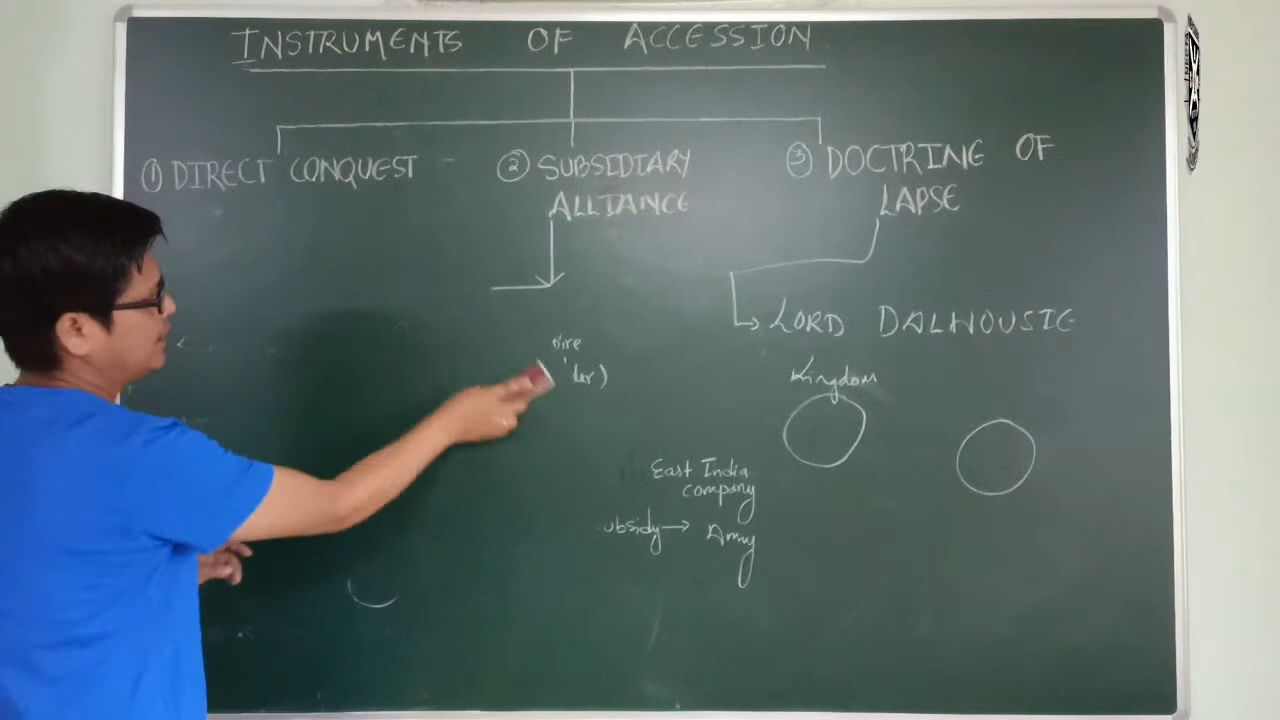 INSTRUMENTS OF ACCESSION
① DIRECT CONQUEST
② SUBSIDIARY
ALLIANCE
③ DOCTRINE OF
LAPSE
LORD DALHOUSIE
Kingdom
East India
company
ubsidy → Army